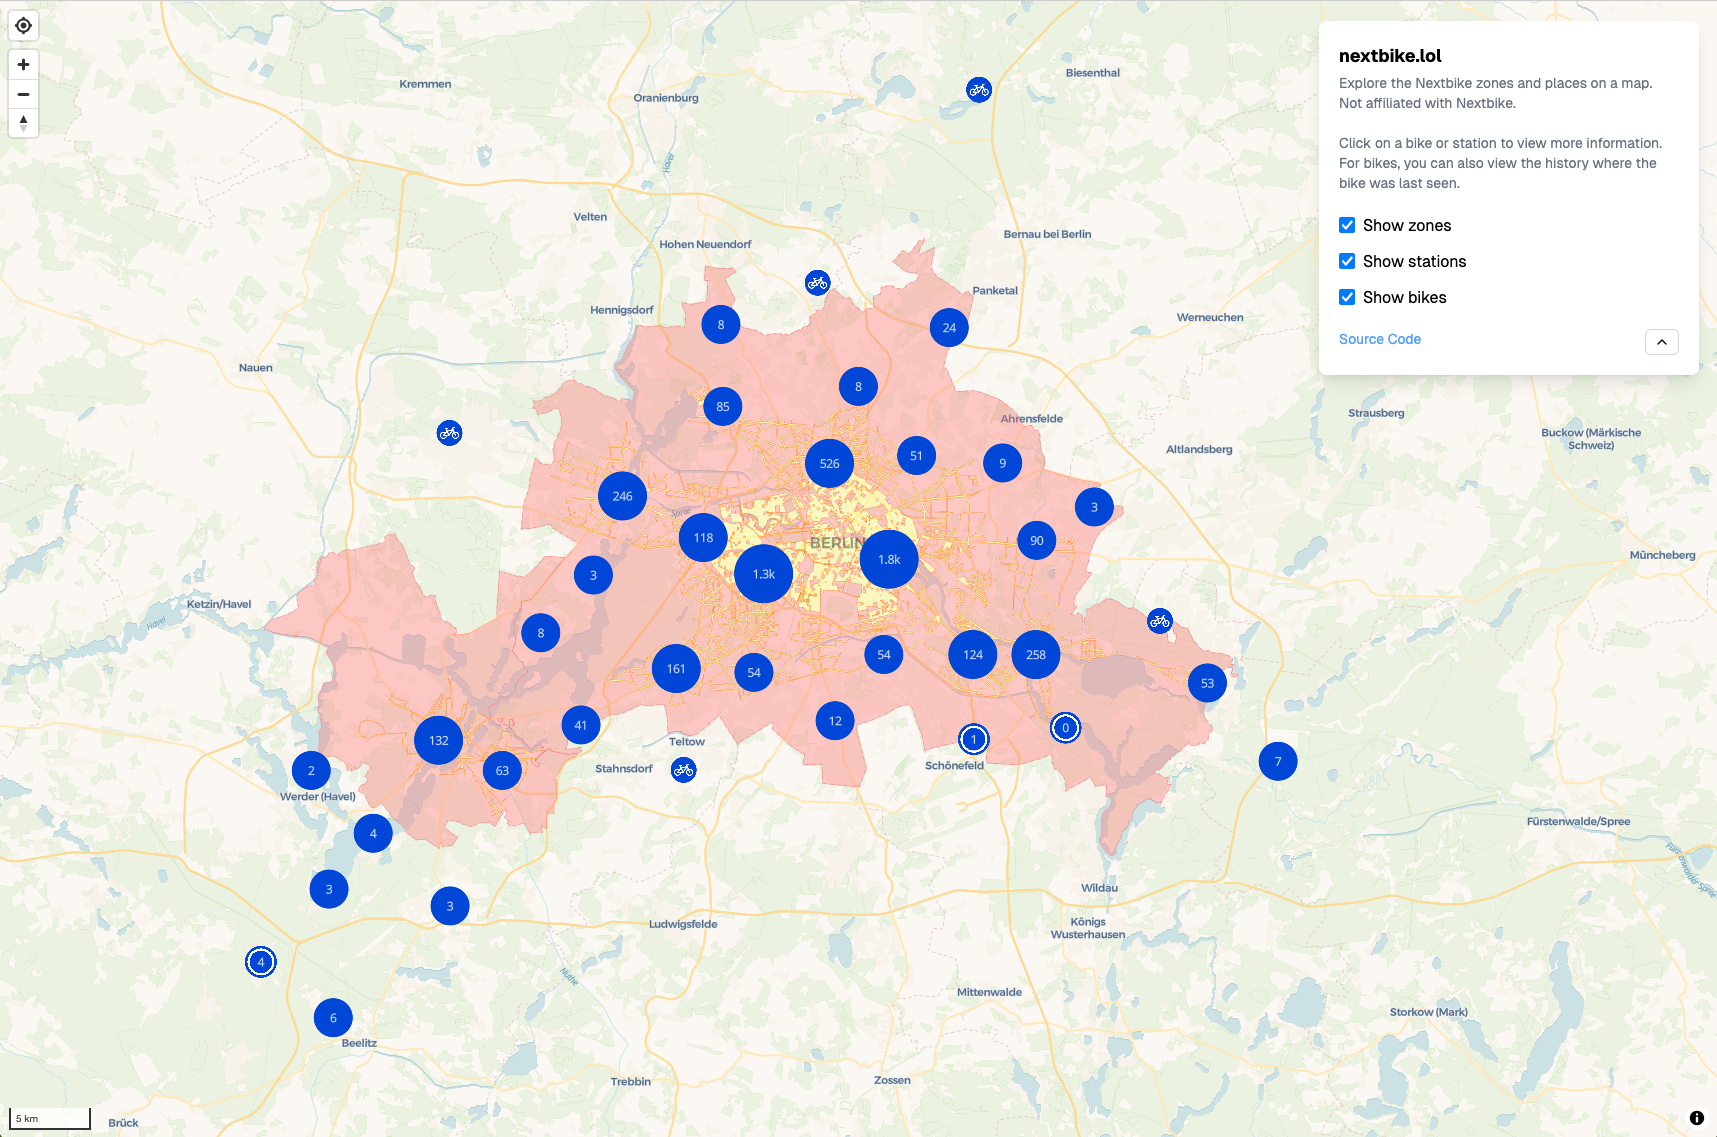 nextbike.lol
Explore the Nextbike zones and places on a map.
Not affiliated with Nextbike.
Click on a bike or station to view more information.
For bikes, you can also view the history where the
bike was last seen.
Show zones
Show stations
Show bikes
Source Code
Biesenthal
Kremmen
Oranienburg
Havel
Velten
Bernau bei Berlin
Hohen Neuendorf
Panketal
Hennigsdorf
Werneuchen
8
24
Nauen
8
85
Strausberg
Ahrensfelde
Buckow (Märkische
Schweiz)
Altlandsberg
51
526
9
246
3
Spree
118
90
BERLIN
Müncheberg
1.8k
1.3k
3
Ketzin/Havel
Havel
8
54
124
258
161
54
53
12
41
0
1
132
Teltow
7
Schönefeld
Stahnsdorf
2
63
Werder (Havel)
Fürstenwalde/Spree
4
Fürstenwalder Spree
Wildau
3
3
Ludwigsfelde
Königs
Wusterhausen
4
Nuthe
Mittenwalde
6
Storkow (Mark)
Beelitz
Trebbin
Zossen
5 km
Brück